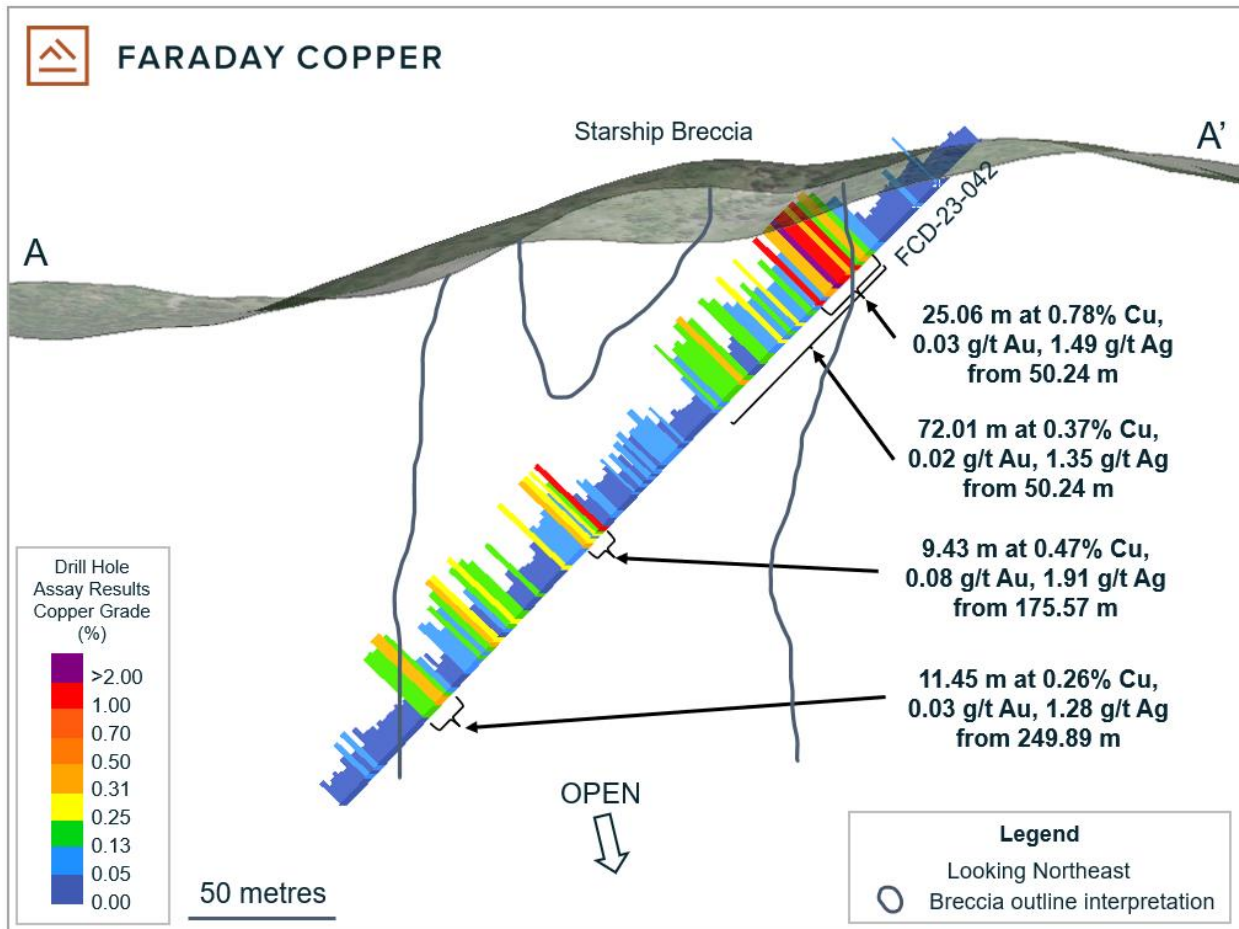 FARADAY COPPER
Starship Breccia
A'
A
FCD-23-042
25.06 m at 0.78% Cu,
0.03 g/t Au, 1.49 g/t Ag
from 50.24 m
72.01 m at 0.37% Cu,
0.02 g/t Au, 1.35 g/t Ag
from 50.24 m
9.43 m at 0.47% Cu,
0.08 g/t Au, 1.91 g/t Ag
from 175.57 m
11.45 m at 0.26% Cu,
0.03 g/t Au, 1.28 g/t Ag
from 249.89 m
Drill Hole
Assay Results
Copper Grade
(%)
>2.00
1.00
0.70
0.50
0.31
0.25
0.13
0.05
0.00
50 metres
OPEN
Legend
Looking Northeast
Breccia outline interpretation